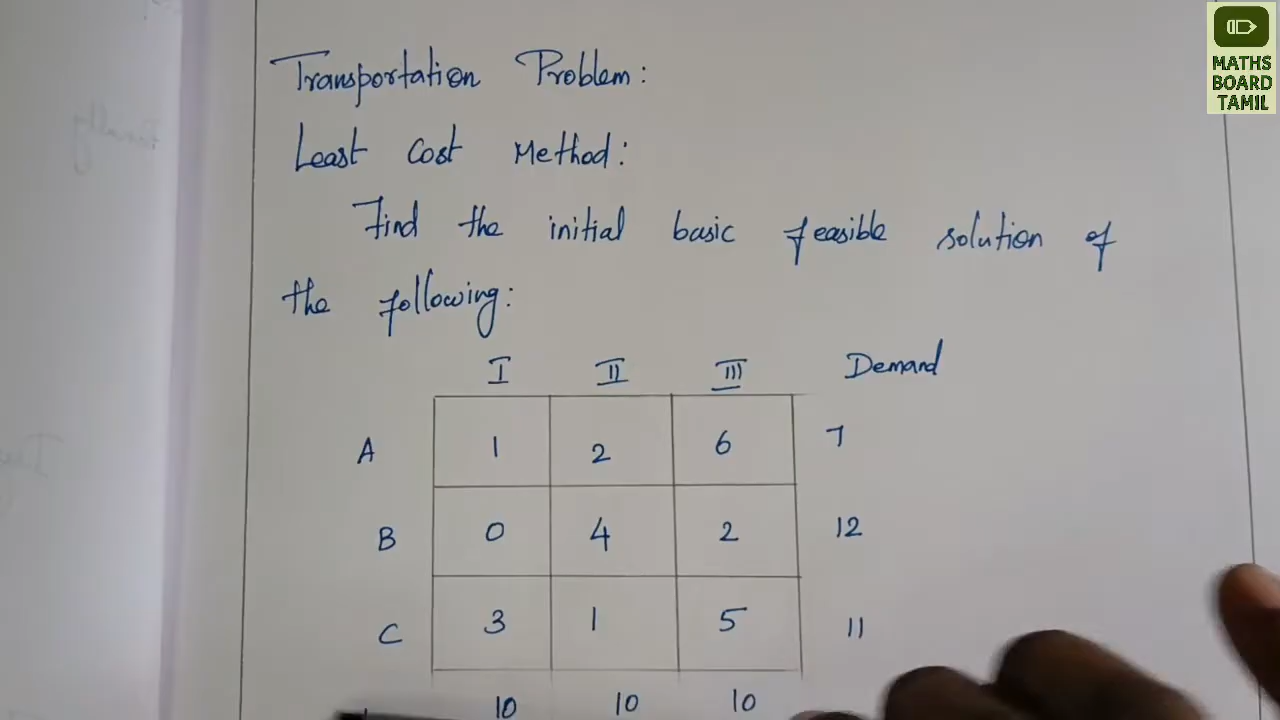 MATHS
BOARD
TAMIL
Transportation Problem:
Least Cost Method:
Find the initial basic feasible solution of
the following:
I II III Demand
A 1 2 6 7
B 0 4 2 12
C 3 1 5 11
10 10 10